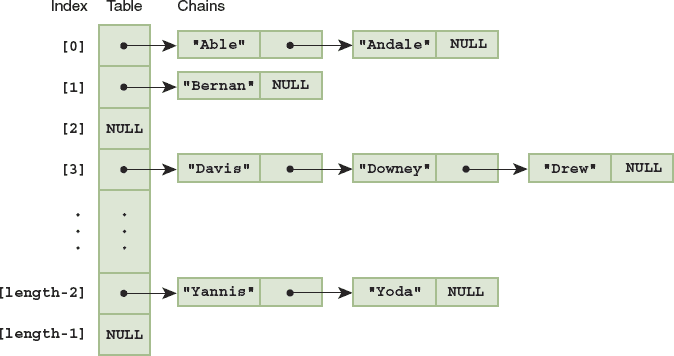 Index Table Chains
[0] "Able" "Andale" NULL
[1] "Bernan" NULL
[2] NULL
[3] "Davis" "Downey" "Drew" NULL
[length-2] "Yannis" "Yoda" NULL
[length-1] NULL